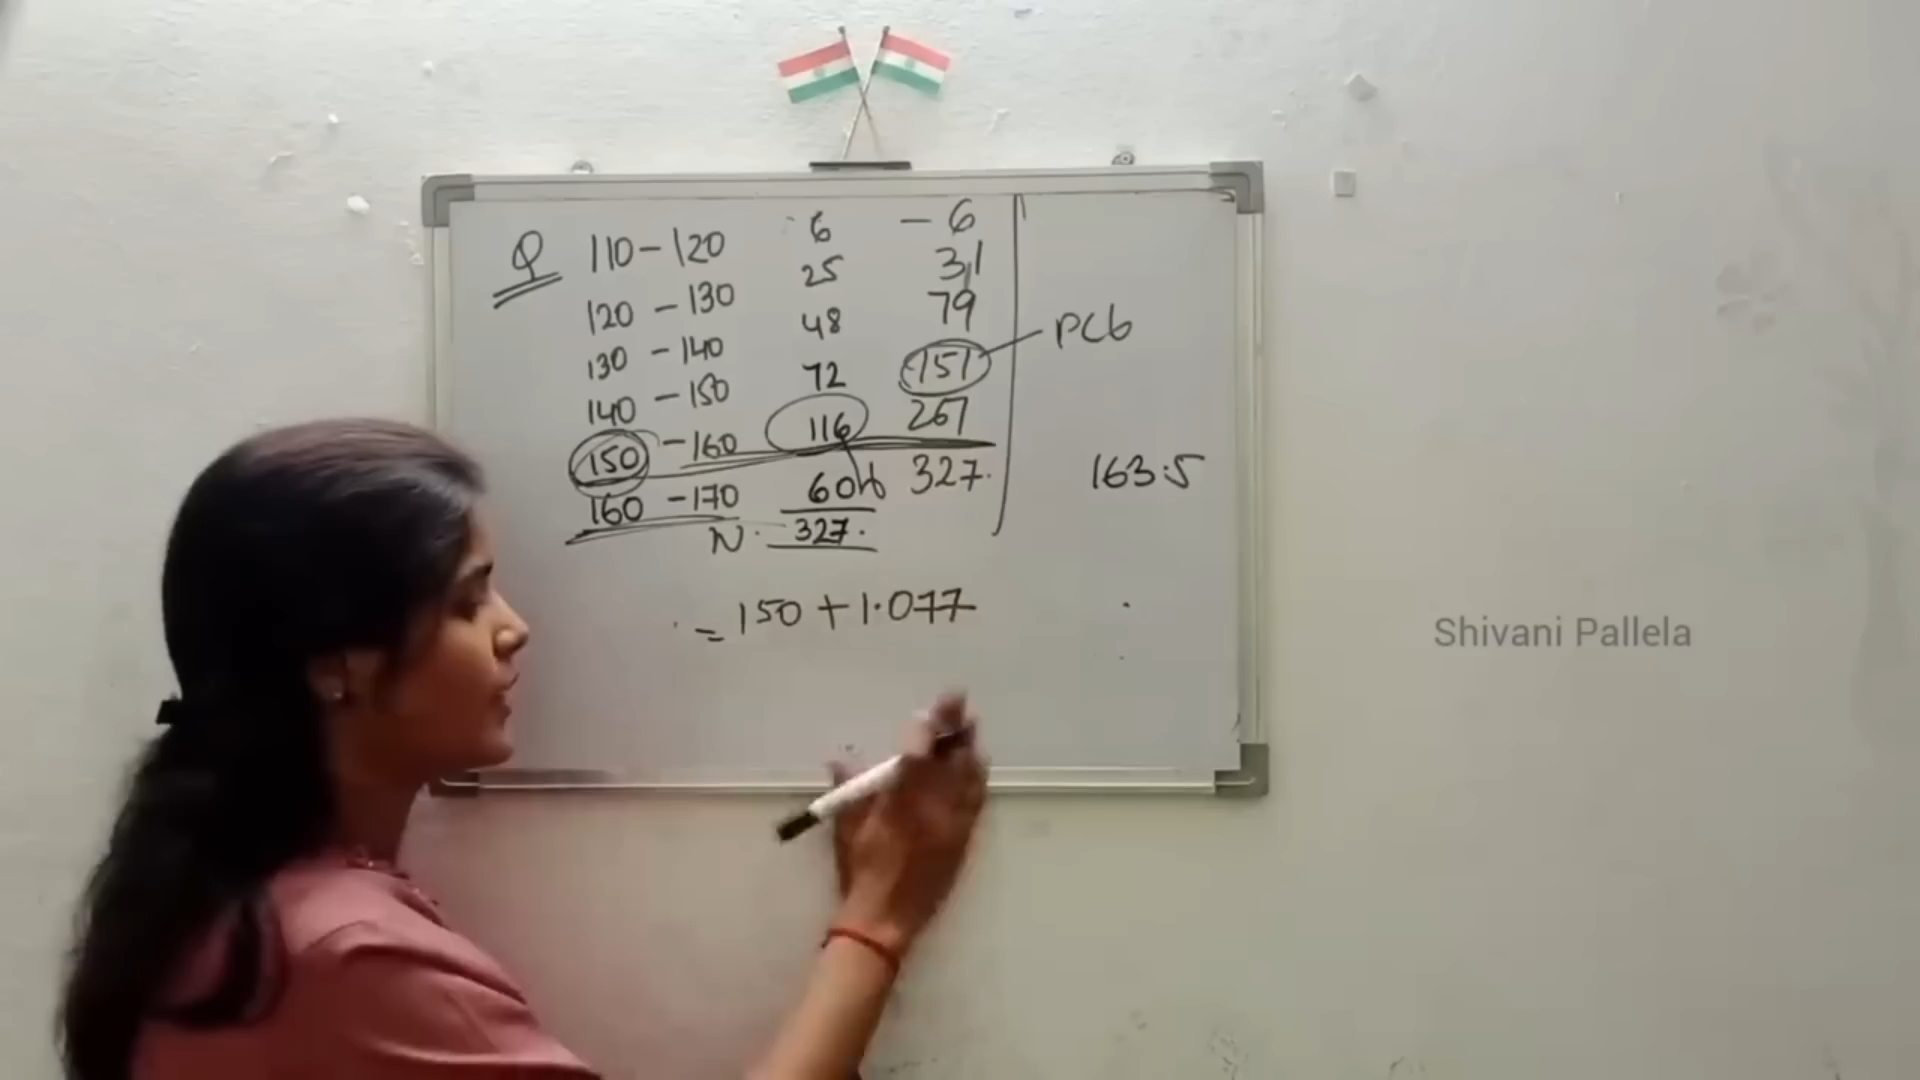 Q 110-120 6 - 6
120-130 25 31
130-140 48 79
140-150 72 151 PCb
150-160 116 267
160-170 60 327.
N. 327.
163.5
= 150+1.077
Shivani Pallela